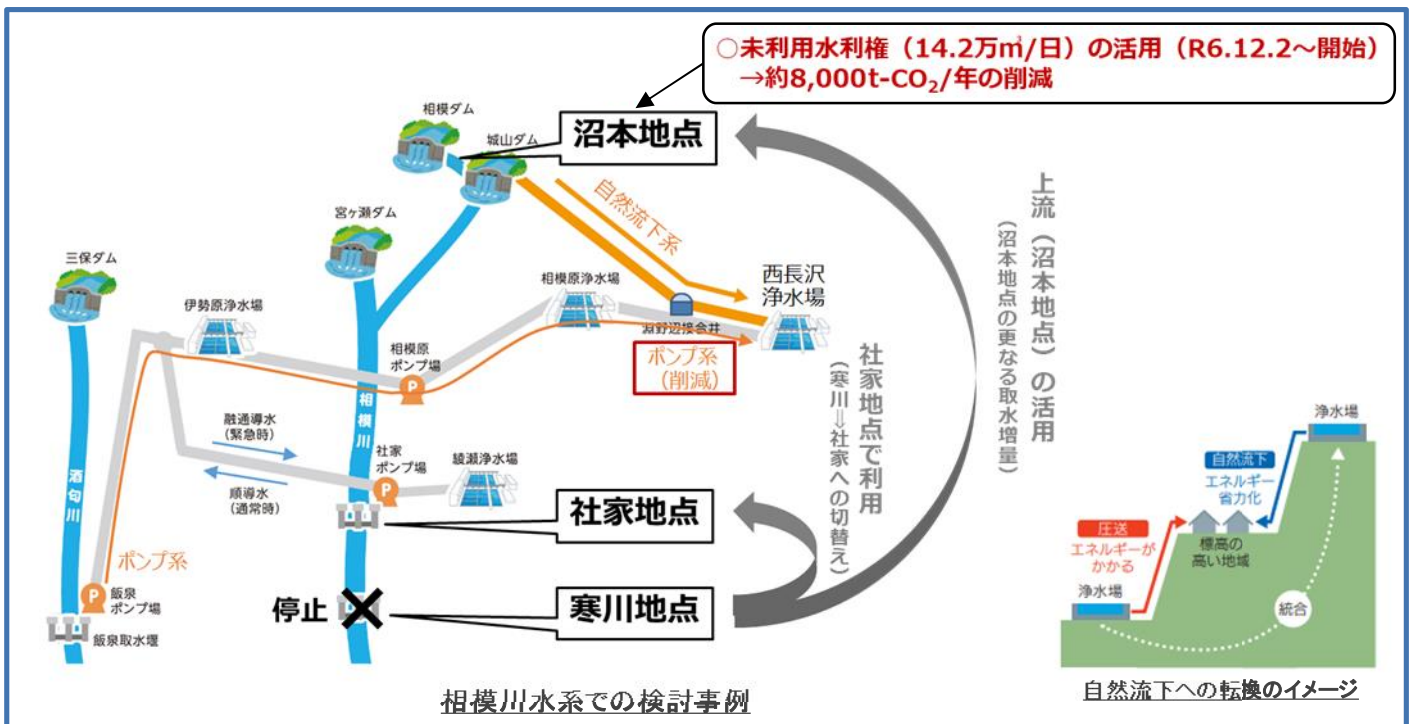 ○未利用水利権（14.2万㎥/日）の活用（R6.12.2～開始）
→約8,000t-CO₂/年の削減
相模ダム
沼本地点
城山ダム
自然流下系
宮ヶ瀬ダム
三保ダム
伊勢原浄水場
相模原浄水場
西長沢
浄水場
淵野辺接合井
相模原
ポンプ場
P
ポンプ系
（削減）
相模川
融通導水
（緊急時）
順導水
（通常時）
社家
ポンプ場
P
綾瀬浄水場
酒匂川
社家地点
ポンプ系
P
飯泉
ポンプ場
飯泉取水堰
停止
寒川地点
社家地点で利用
（寒川⇒社家への切替え）
上流（沼本地点）の活用
（沼本地点の更なる取水増量）
浄水場
自然流下
エネルギー
省力化
圧送
エネルギーが
かかる
標高の
高い地域
浄水場
統合
相模川水系での検討事例
自然流下への転換のイメージ